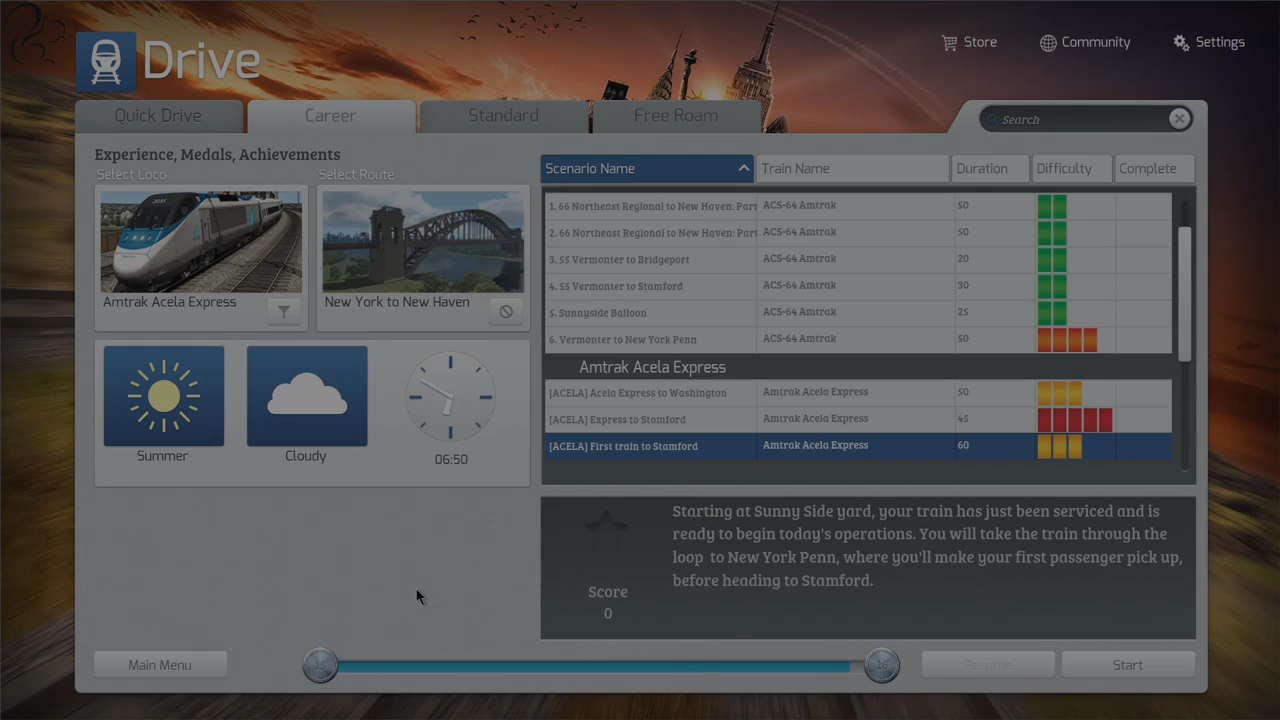 Drive
Store
Community
Settings
Quick Drive
Career
Standard
Free Roam
Search
Experience, Medals, Achievements
Select Loco
Select Route
Amtrak Acela Express
New York to New Haven
Summer
Cloudy
06:50
Scenario Name Train Name Duration Difficulty Complete
1. 66 Northeast Regional to New Haven: Part ACS-64 Amtrak 50
2. 66 Northeast Regional to New Haven: Part ACS-64 Amtrak 50
3. 55 Vermonter to Bridgeport ACS-64 Amtrak 20
4. 55 Vermonter to Stamford ACS-64 Amtrak 30
5. Sunnyside Balloon ACS-64 Amtrak 25
6. Vermonter to New York Penn ACS-64 Amtrak 50
Amtrak Acela Express
[ACELA] Acela Express to Washington Amtrak Acela Express 50
[ACELA] Express to Stamford Amtrak Acela Express 45
[ACELA] First train to Stamford Amtrak Acela Express 60
Score
0
Starting at Sunny Side yard, your train has just been serviced and is
ready to begin today's operations. You will take the train through the
loop to New York Penn, where you'll make your first passenger pick up,
before heading to Stamford.
Main Menu
15
16
Resume
Start